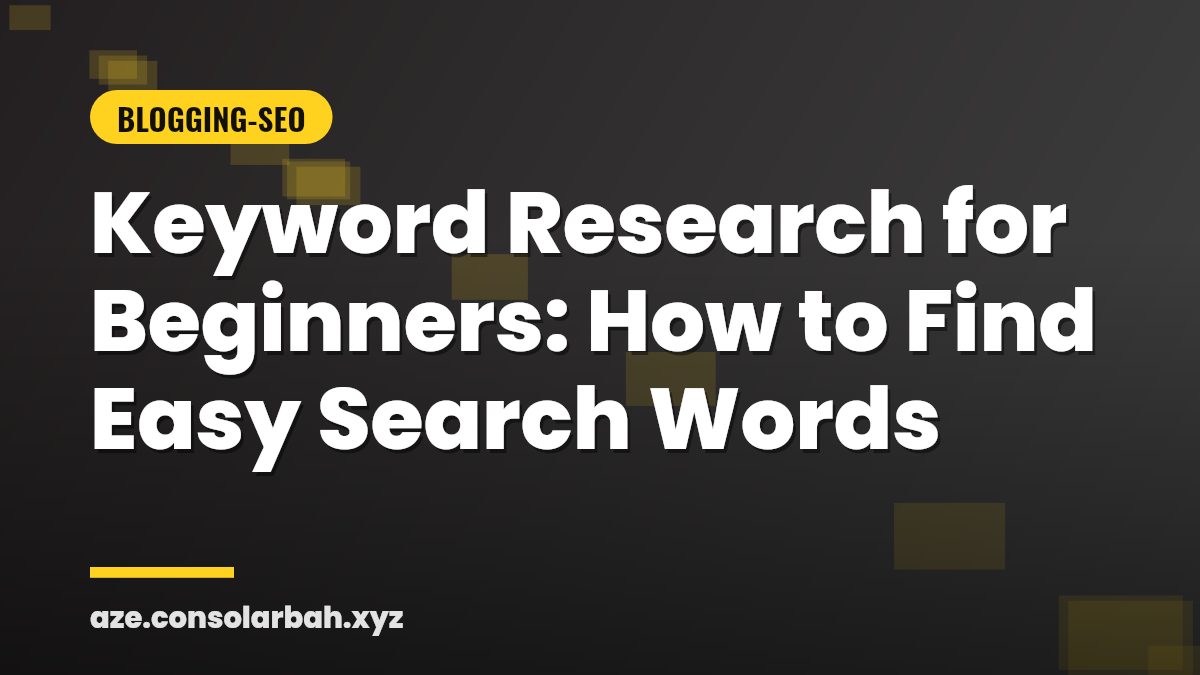 BLOGGING-SEO
Keyword Research for
Beginners: How to Find
Easy Search Words
aze.consolarbah.xyz